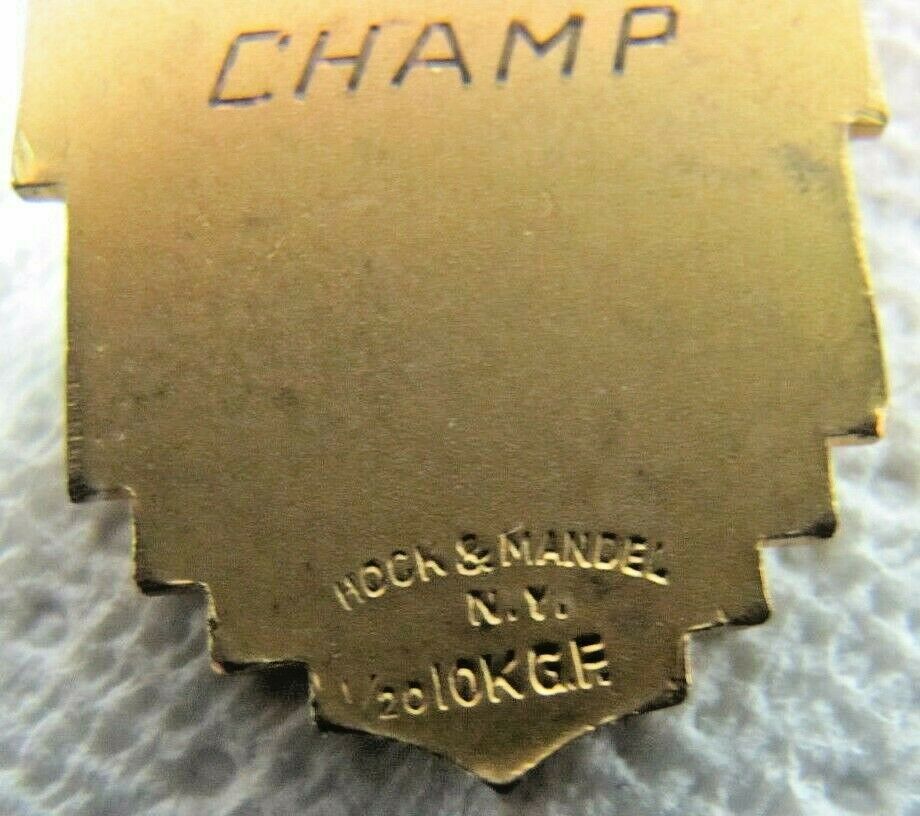 CHAMP
HOCK & MANDEL
N.Y.
1/20 10K G.F.